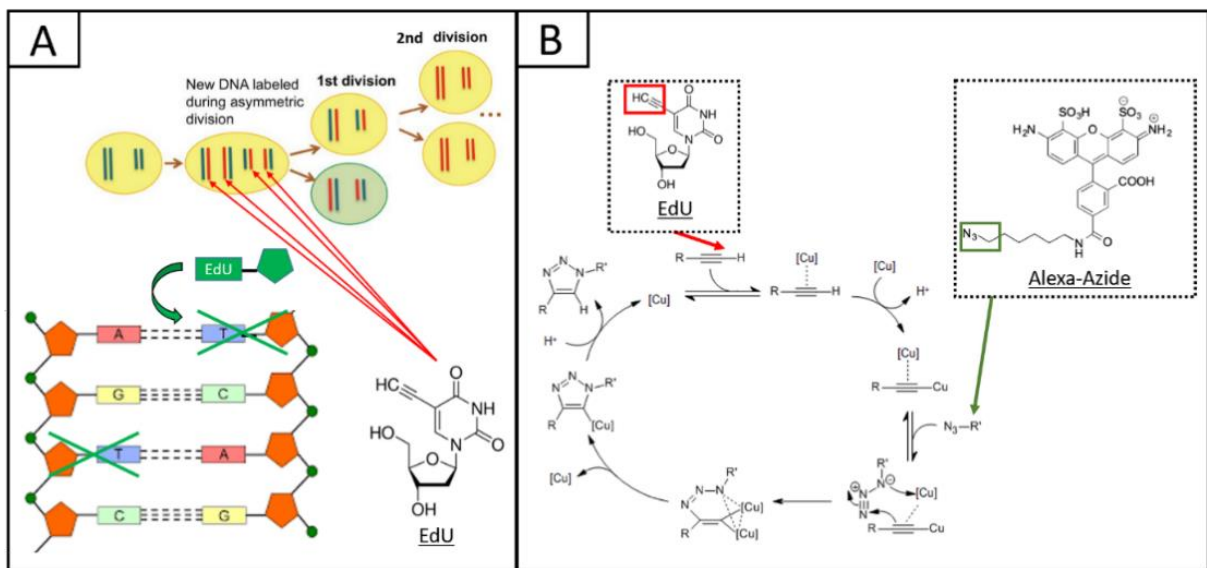 A
New DNA labeled
during asymmetric
division
1st division
2nd division
...
EdU
A T
G C
T A
C G
HC
O
NH
N
O
HO
O
OH
EdU
B
HC
O
NH
N
O
HO
O
OH
EdU
SO₃H
SO₃⊖
H₂N
O
NH₂⊕
COOH
N₃
N
H
O
Alexa-Azide
R H
[Cu]
[Cu]
R H
[Cu]
H⁺
[Cu]
R Cu
N₃-R'
R'
N⊖
⊕N
N
[Cu]
R Cu
R'
N N
N
[Cu]
[Cu]
R
[Cu]
N N-R'
N
R [Cu]
H⁺
N N-R'
N
R H